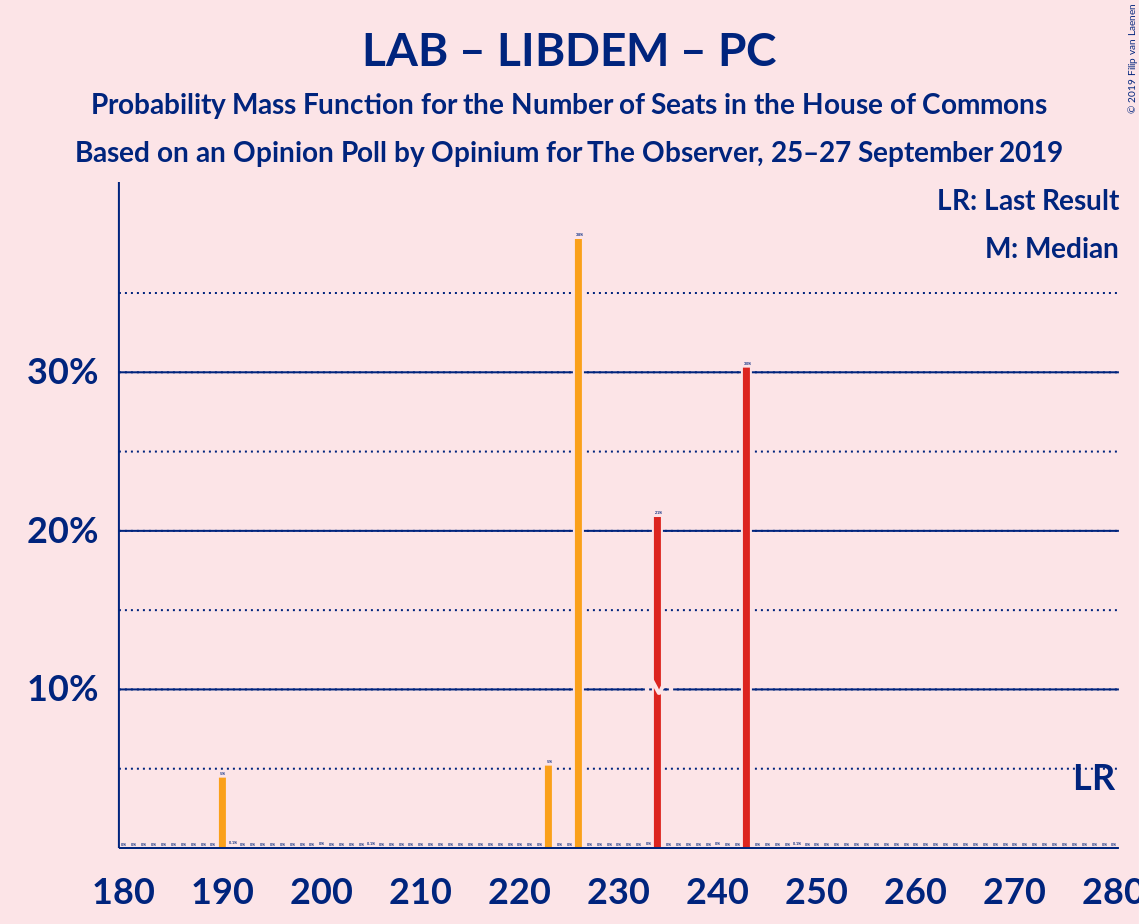 LAB – LIBDEM – PC
Probability Mass Function for the Number of Seats in the House of Commons
Based on an Opinion Poll by Opinium for The Observer, 25–27 September 2019
© 2019 Filip van Laenen
LR: Last Result
M: Median
30%
20%
10%
M
LR
180 190 200 210 220 230 240 250 260 270 280